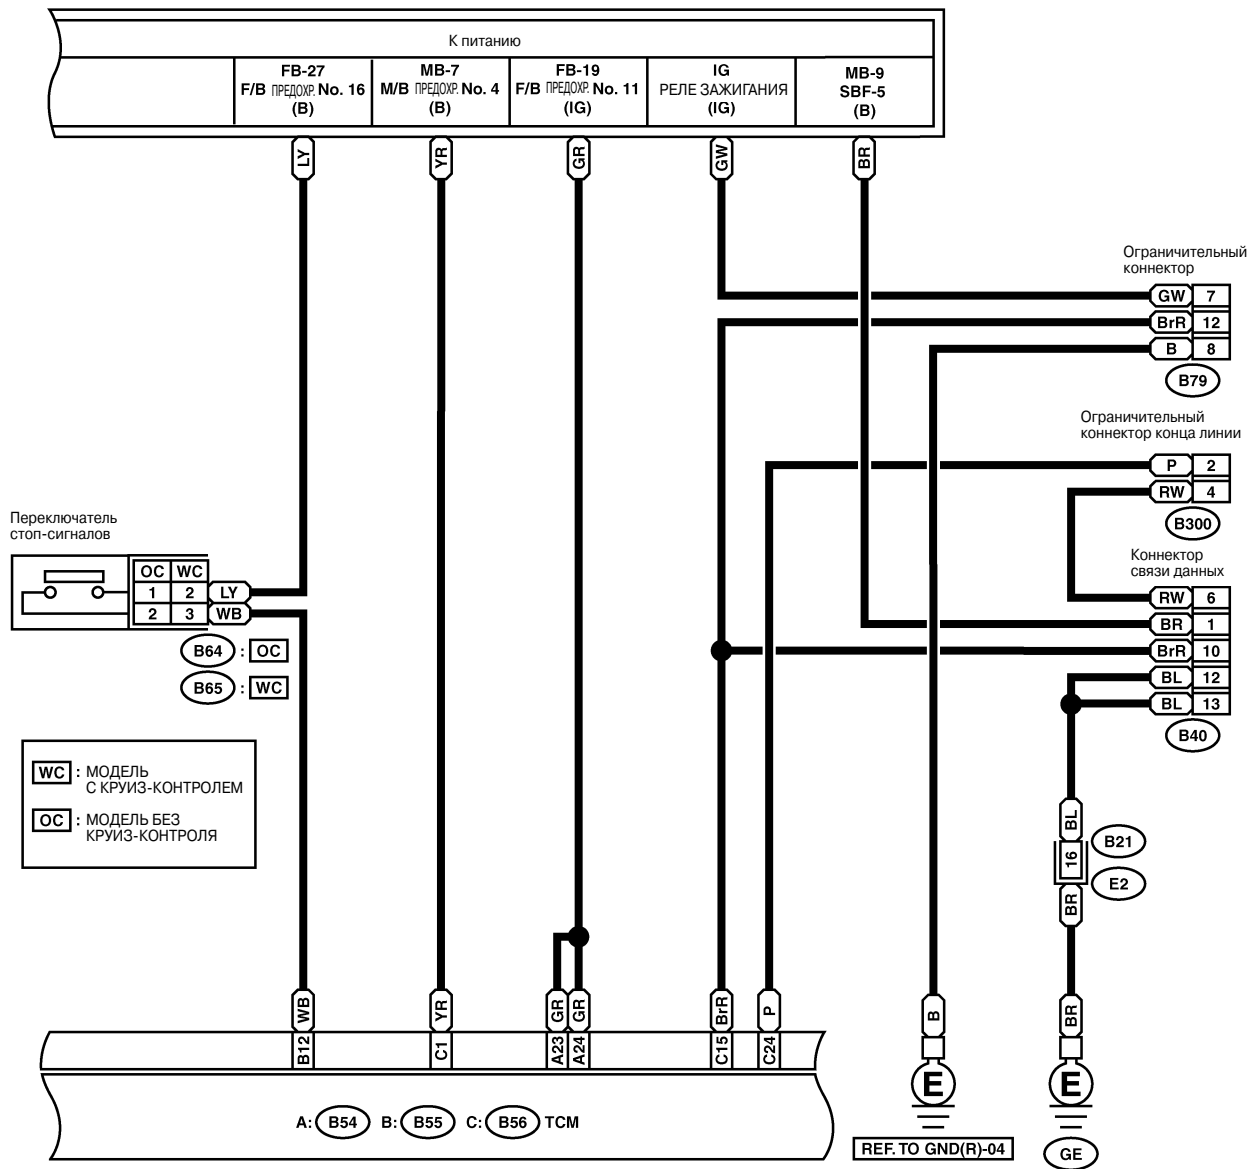 К питанию
FB-27
F/B ПРЕДОХР. No. 16
(B)
MB-7
M/B ПРЕДОХР. No. 4
(B)
FB-19
F/B ПРЕДОХР. No. 11
(IG)
IG
РЕЛЕ ЗАЖИГАНИЯ
(IG)
MB-9
SBF-5
(B)
LY
YR
GR
GW
BR
Ограничительный
коннектор
GW 7
BrR 12
B 8
B79
Ограничительный
коннектор конца линии
P 2
RW 4
B300
Коннектор
связи данных
RW 6
BR 1
BrR 10
BL 12
BL 13
B40
Переключатель
стоп-сигналов
OC WC
1 2 LY
2 3 WB
B64 : OC
B65 : WC
WC : МОДЕЛЬ
С КРУИЗ-КОНТРОЛЕМ
OC : МОДЕЛЬ БЕЗ
КРУИЗ-КОНТРОЛЯ
BL
16
BR
B21
E2
WB
YR
GR
GR
BrR
P
B
BR
B12
C1
A23
A24
C15
C24
E
E
A: B54 B: B55 C: B56 TCM
REF. TO GND(R)-04
GE